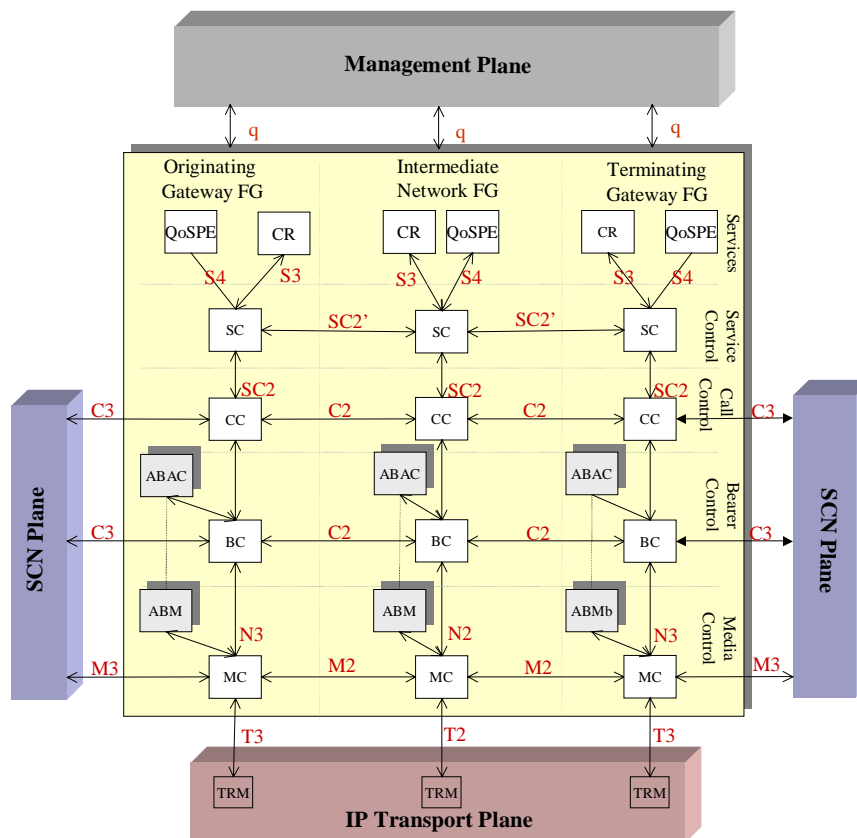 Management Plane
q
q
q
Originating
Gateway FG
Intermediate
Network FG
Terminating
Gateway FG
Services
QoSPE
CR
CR
QoSPE
CR
QoSPE
S4
S3
S3
S4
S3
S4
Service
Control
SC
SC2’
SC
SC2’
SC
SC2
SC2
SC2
Call
Control
C3
CC
C2
CC
C2
CC
C3
ABAC
ABAC
ABAC
Bearer
Control
SCN Plane
C3
BC
C2
BC
C2
BC
C3
SCN Plane
ABM
ABM
ABMb
Media
Control
N3
N2
N3
M3
MC
M2
MC
M2
MC
M3
T3
T2
T3
TRM
TRM
TRM
IP Transport Plane